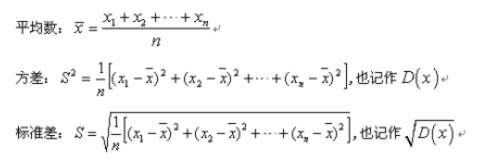 平均数: x̄ = (x₁ + x₂ + ⋯ + xₙ) / n ↵
方差: S² = 1/n [(x₁ − x̄)² + (x₂ − x̄)² + ⋯ + (xₙ − x̄)²], 也记作 D(x) ↵
标准差: S = √(1/n [(x₁ − x̄)² + (x₂ − x̄)² + ⋯ + (xₙ − x̄)²]), 也记作 √D(x) ↵